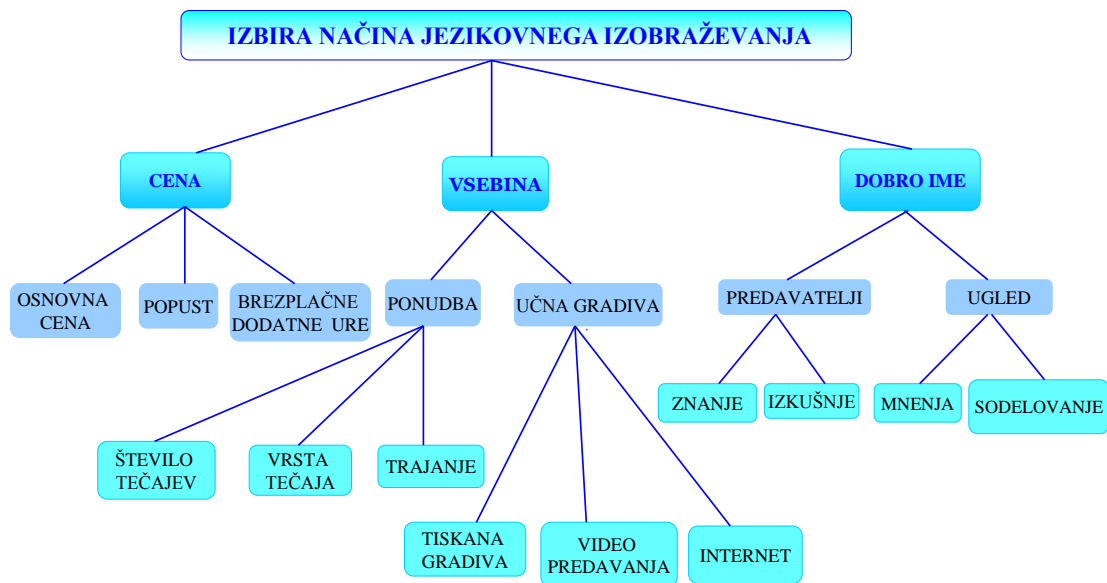 IZBIRA NAČINA JEZIKOVNEGA IZOBRAŽEVANJA
CENA
VSEBINA
DOBRO IME
OSNOVNA
CENA
POPUST
BREZPLAČNE
DODATNE URE
PONUDBA
UČNA GRADIVA
PREDAVATELJI
UGLED
ZNANJE
IZKUŠNJE
MNENJA
SODELOVANJE
ŠTEVILO
TEČAJEV
VRSTA
TEČAJA
TRAJANJE
TISKANA
GRADIVA
VIDEO
PREDAVANJA
INTERNET